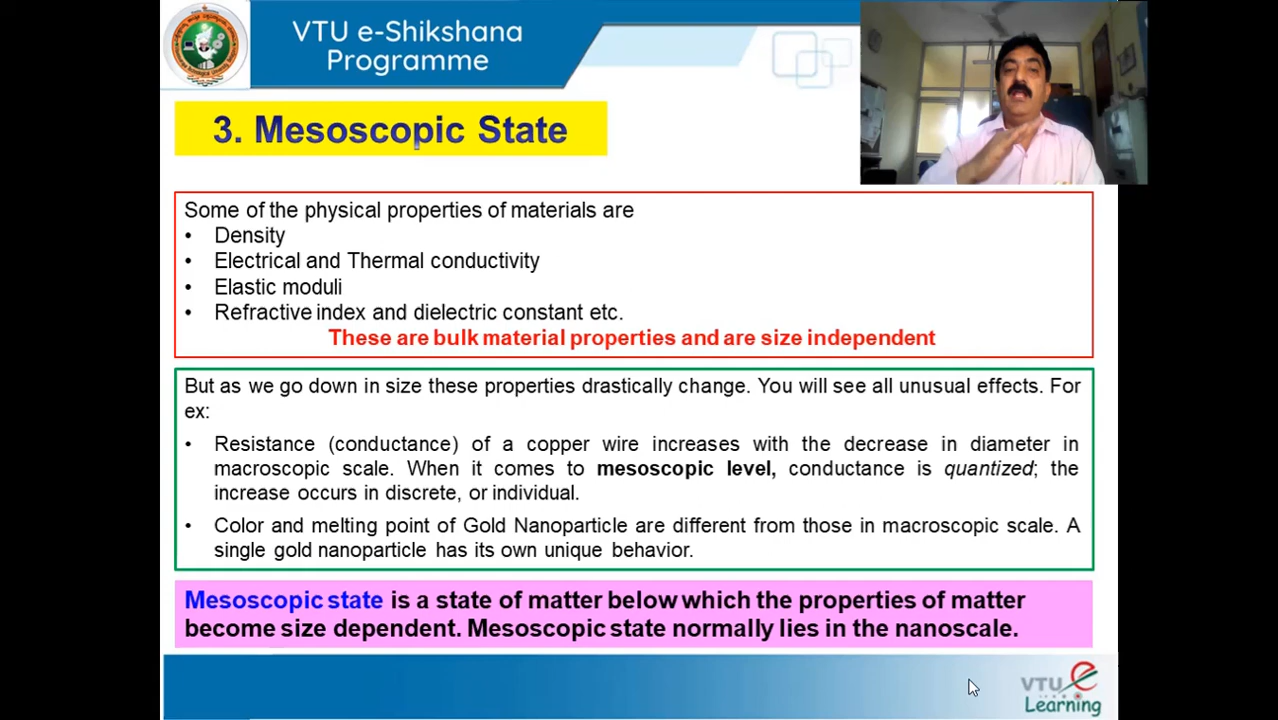 VTU e-Shikshana
Programme
3. Mesoscopic State
Some of the physical properties of materials are
• Density
• Electrical and Thermal conductivity
• Elastic moduli
• Refractive index and dielectric constant etc.
These are bulk material properties and are size independent
But as we go down in size these properties drastically change. You will see all unusual effects. For
ex:
• Resistance (conductance) of a copper wire increases with the decrease in diameter in
macroscopic scale. When it comes to mesoscopic level, conductance is quantized; the
increase occurs in discrete, or individual.
• Color and melting point of Gold Nanoparticle are different from those in macroscopic scale. A
single gold nanoparticle has its own unique behavior.
Mesoscopic state is a state of matter below which the properties of matter
become size dependent. Mesoscopic state normally lies in the nanoscale.
VTU e
Learning